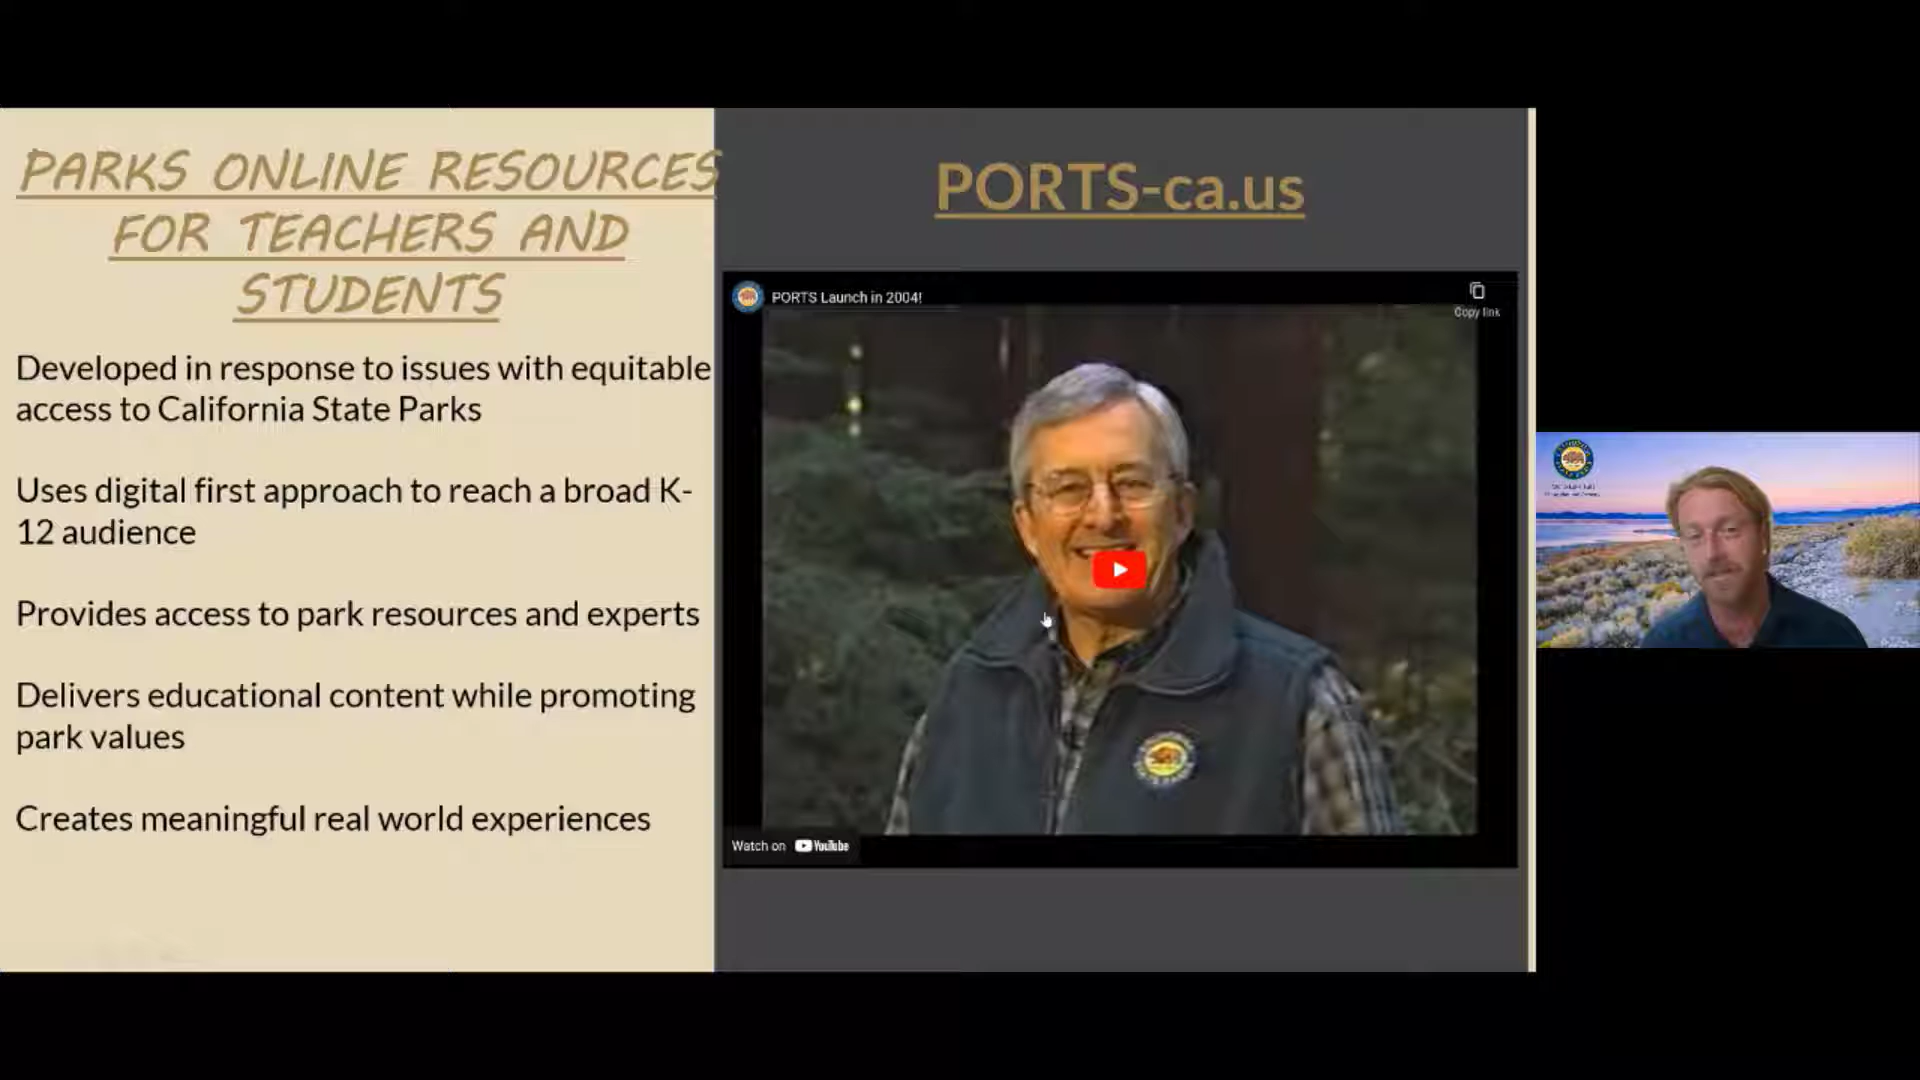 PARKS ONLINE RESOURCES
FOR TEACHERS AND
STUDENTS
Developed in response to issues with equitable
access to California State Parks
Uses digital first approach to reach a broad K-
12 audience
Provides access to park resources and experts
Delivers educational content while promoting
park values
Creates meaningful real world experiences
PORTS-ca.us
PORTS Launch in 2004!
Copy link
Watch on YouTube